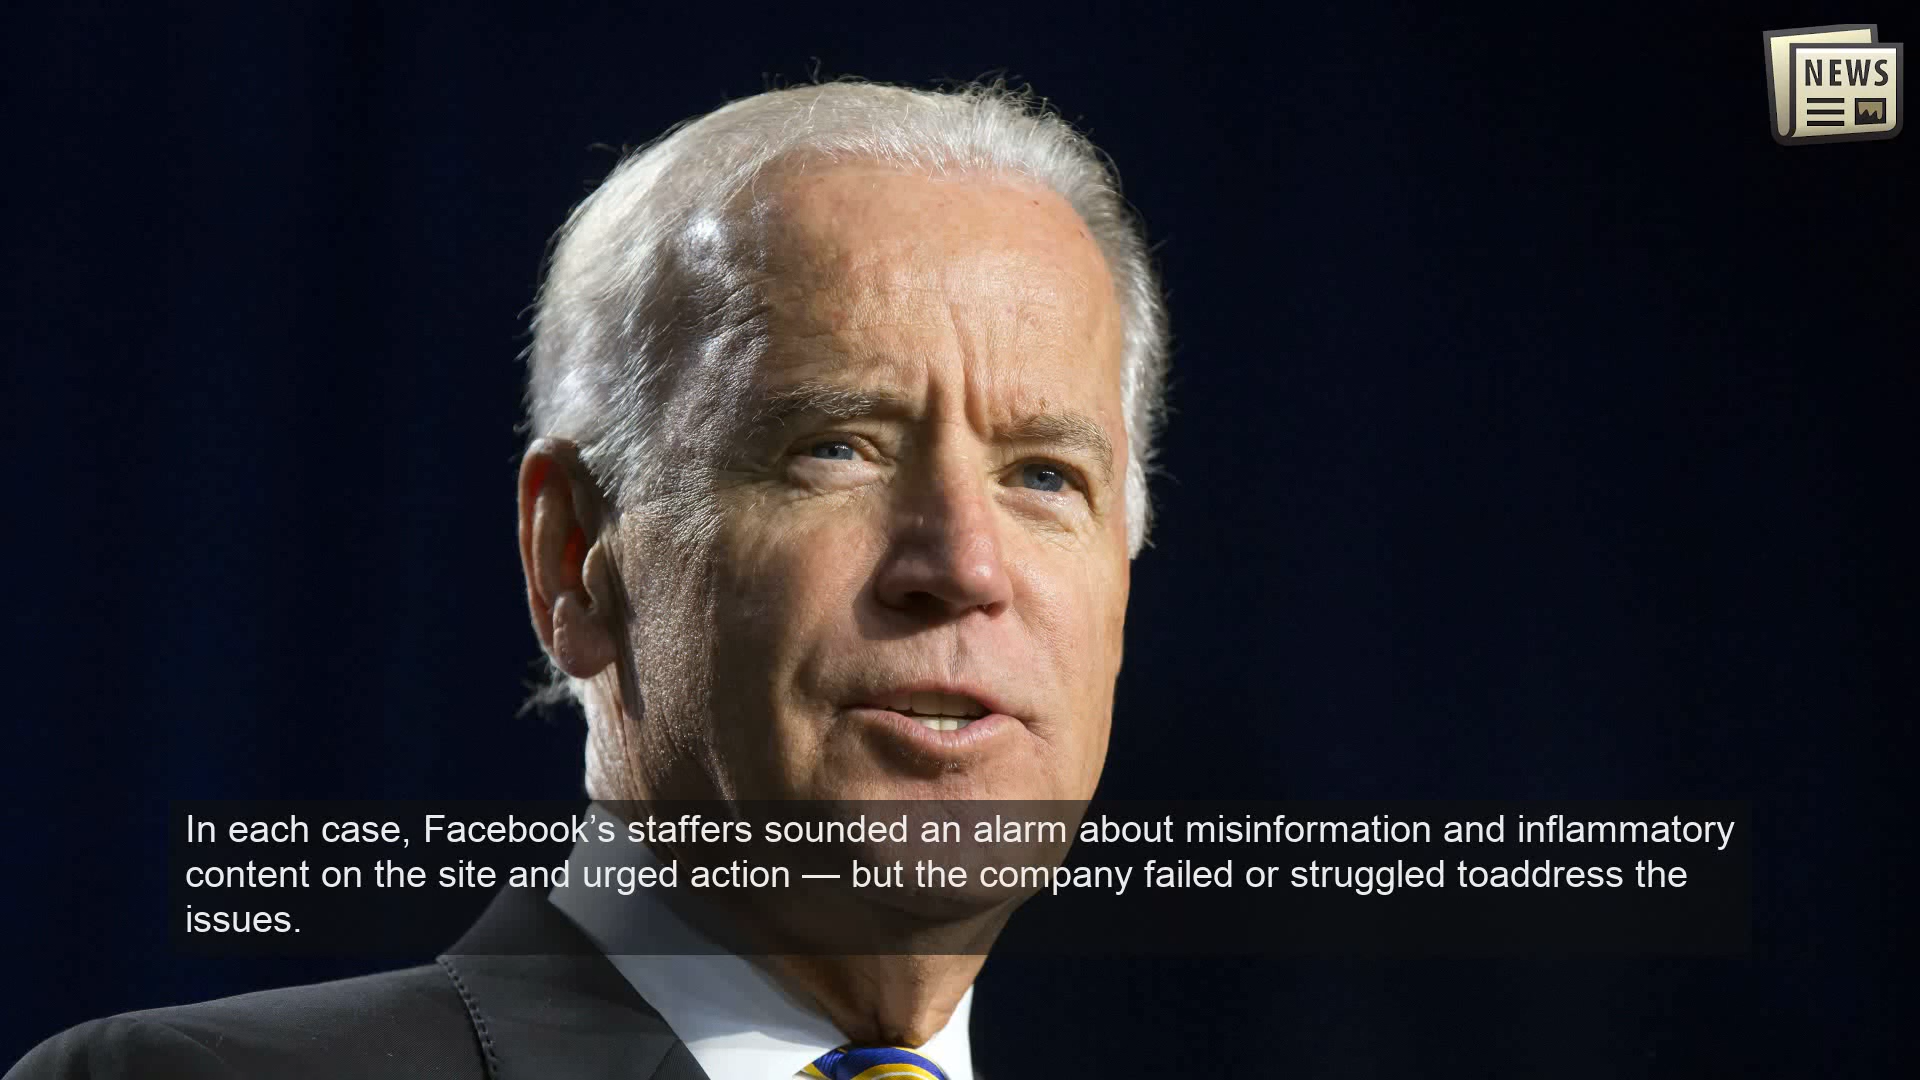 NEWS
In each case, Facebook’s staffers sounded an alarm about misinformation and inflammatory
content on the site and urged action — but the company failed or struggled toaddress the
issues.